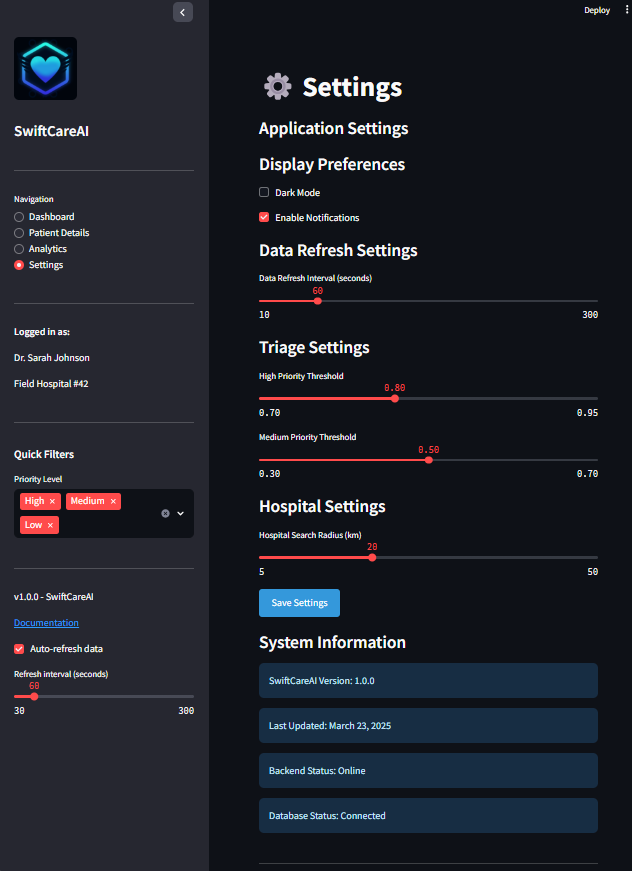 SwiftCareAI
Navigation
Dashboard
Patient Details
Analytics
Settings
Logged in as:
Dr. Sarah Johnson
Field Hospital #42
Quick Filters
Priority Level
High ×
Medium ×
Low ×
v1.0.0 - SwiftCareAI
Documentation
Auto-refresh data
Refresh interval (seconds)
60
30 300
Deploy
Settings
Application Settings
Display Preferences
Dark Mode
Enable Notifications
Data Refresh Settings
Data Refresh Interval (seconds)
60
10 300
Triage Settings
High Priority Threshold
0.80
0.70 0.95
Medium Priority Threshold
0.50
0.30 0.70
Hospital Settings
Hospital Search Radius (km)
20
5 50
Save Settings
System Information
SwiftCareAI Version: 1.0.0
Last Updated: March 23, 2025
Backend Status: Online
Database Status: Connected